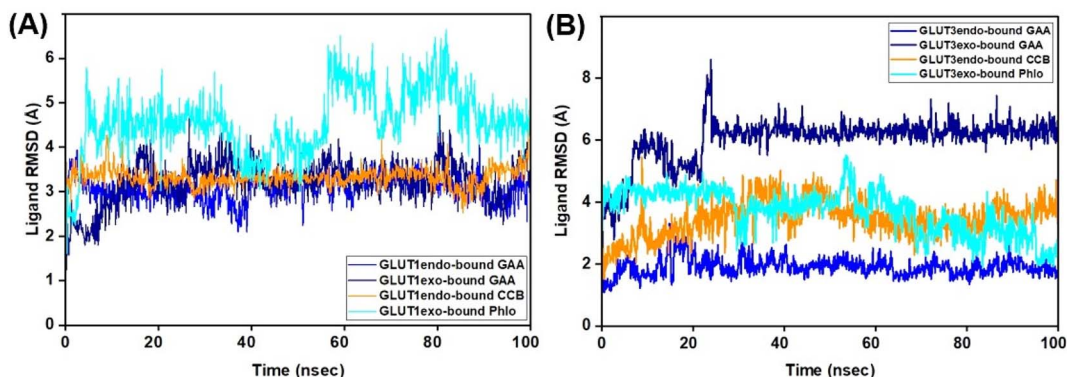 (A)
Ligand RMSD (A)
6
5
4
3
2
1
0
GLUT1endo-bound GAA
GLUT1exo-bound GAA
GLUT1endo-bound CCB
GLUT1exo-bound Phlo
0 20 40 60 80 100
Time (nsec)
(B)
Ligand RMSD (A)
8
6
4
2
0
GLUT3endo-bound GAA
GLUT3exo-bound GAA
GLUT3endo-bound CCB
GLUT3exo-bound Phlo
0 20 40 60 80 100
Time (nsec)